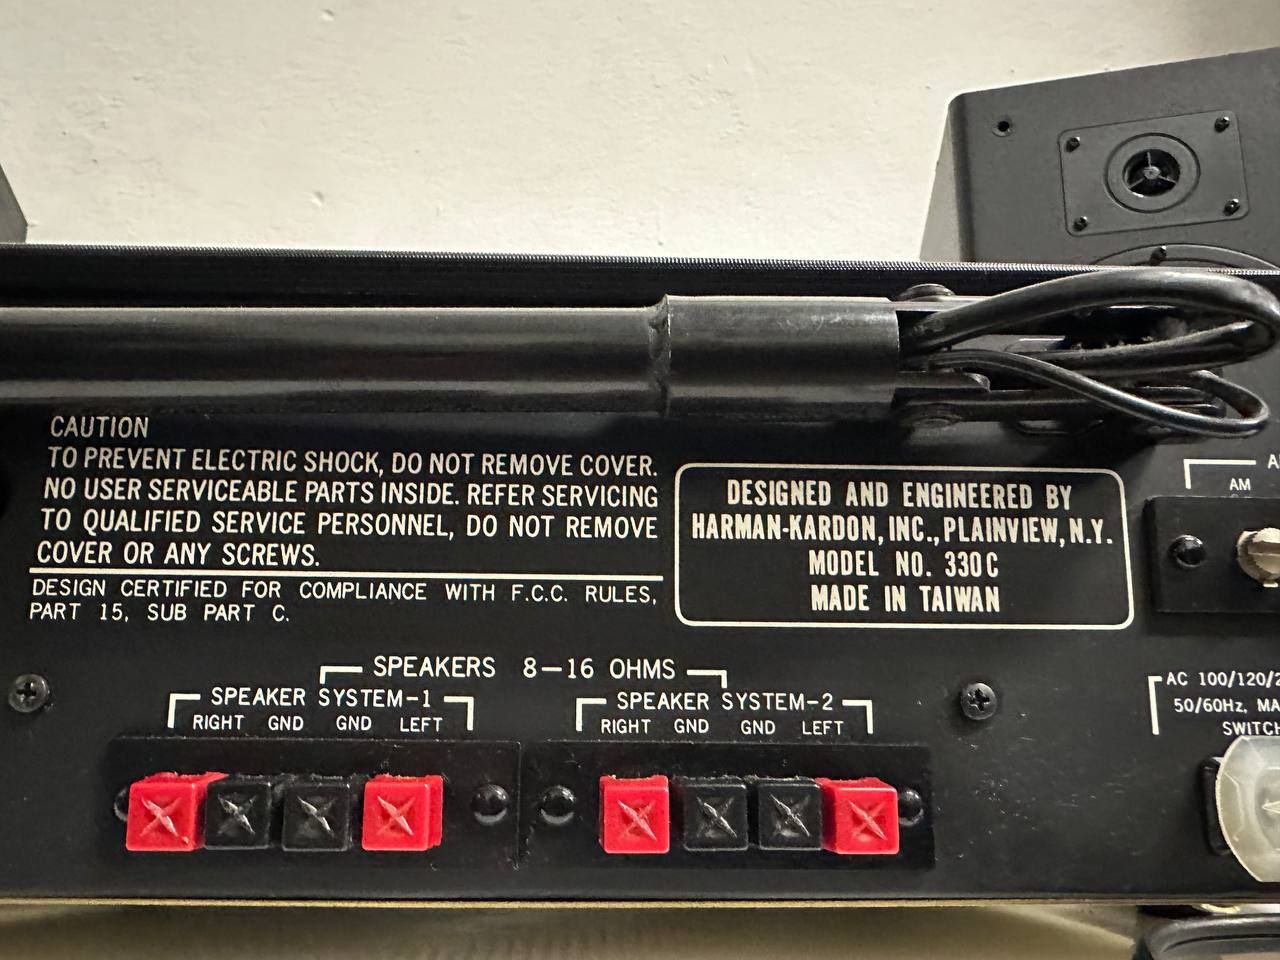 CAUTION
TO PREVENT ELECTRIC SHOCK, DO NOT REMOVE COVER.
NO USER SERVICEABLE PARTS INSIDE. REFER SERVICING
TO QUALIFIED SERVICE PERSONNEL, DO NOT REMOVE
COVER OR ANY SCREWS.
DESIGN CERTIFIED FOR COMPLIANCE WITH F.C.C. RULES,
PART 15, SUB PART C.
DESIGNED AND ENGINEERED BY
HARMAN-KARDON, INC., PLAINVIEW, N.Y.
MODEL NO. 330C
MADE IN TAIWAN
AM
SPEAKERS 8-16 OHMS
SPEAKER SYSTEM-1
RIGHT GND GND LEFT
SPEAKER SYSTEM-2
RIGHT GND GND LEFT
AC 100/120/2
50/60Hz, MA
SWITCH